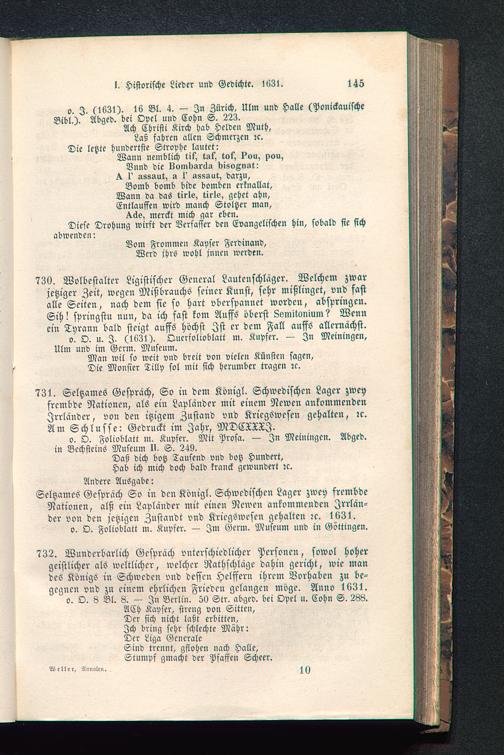 I. Historische Lieder und Gedichte. 1631. 145
o. J. (1631). 16 Bl. 4. — In Zürich, Ulm und Halle (Ponickauische
Bibl.). Abged. bei Opel und Cohn S. 223.
Ach Christi Kirch hab Helden Muth,
Laß fahren allen Schmerzen ꝛc.
Die letzte hundertste Strophe lautet:
Wann nemblich tif, taf, tof, Pou, pou,
Vnnd die Bombarda bisognat:
A l' assaut, a l' assaut, darzu,
Bomb bomb bide bomben erknallat,
Wann da das tirle, tirle, gehet ahn,
Entlauffen wird manch Stoltzer man,
Ade, merckt mich gar eben.
Diese Drohung wirft der Verfasser den Evangelischen hin, sobald sie sich
abwenden:
Vom Frommen Kayser Ferdinand,
Werd ihrs wohl innen werden.
730. Wolbestalter Ligistischer General Lautenschläger. Welchem zwar
jetziger Zeit, wegen Mißbrauchs seiner Kunst, sehr mißlinget, vnd fast
alle Seiten, nach dem sie so hart vberspannet worden, abspringen.
Sih! springstu nun, da ich fast kom Auffs öberst Semitonium? Wenn
ein Tyrann bald steigt auffs höchst Ist er dem Fall auffs allernächst.
o. O. u. J. (1631). Querfolioblatt m. Kupfer. — In Meiningen,
Ulm und im Germ. Museum.
Man wil so weit vnd breit von vielen Künsten sagen,
Die Monsier Tilly sol mit sich herumber tragen ꝛc.
731. Seltzames Gespräch, So in dem Königl. Schwedischen Lager zwey
frembde Nationen, als ein Lapländer mit einem Newen ankommenden
Irrländer, von den itzigem Zustand vnd Kriegswesen gehalten, ꝛc.
Am Schlusse: Gedruckt im Jahr, MDCXXXI.
o. O. Folioblatt m. Kupfer. Mit Prosa. — In Meiningen. Abged.
in Bechsteins Museum II. S. 249.
Daß dich botz Tausend vnd botz Hundert,
Hab ich mich doch bald kranck gewundert ꝛc.
Andere Ausgabe:
Seltzames Gespräch So in den Königl. Schwedischen Lager zwey frembde
Nationen, alß ein Lapländer mit einen Newen ankommenden Irrlän-
der von den jetzigen Zustandt vnd Kriegswesen gehalten ꝛc. 1631.
o. O. Folioblatt m. Kupfer. — Im Germ. Museum und in Göttingen.
732. Wunderbarlich Gespräch vnterschiedlicher Personen, sowol hoher
geistlicher als weltlicher, welcher Rathschläge dahin gericht, wie man
des Königs in Schweden vnd dessen Helffern ihrem Vorhaben zu be-
gegnen vnd zu einem ehrlichen Frieden gelangen möge. Anno 1631.
o. O. 8 Bl. 8. — In Berlin. 50 Str. abged. bei Opel u. Cohn S. 288.
ACh Kayser, streng von Sitten,
Der sich nicht laßt erbitten,
Ich bring sehr schlechte Mähr:
Der Liga Generale
Sind trennt, gflohen nach Halle,
Stumpf gmacht der Pfaffen Scheer.
Weller, Annalen. 10